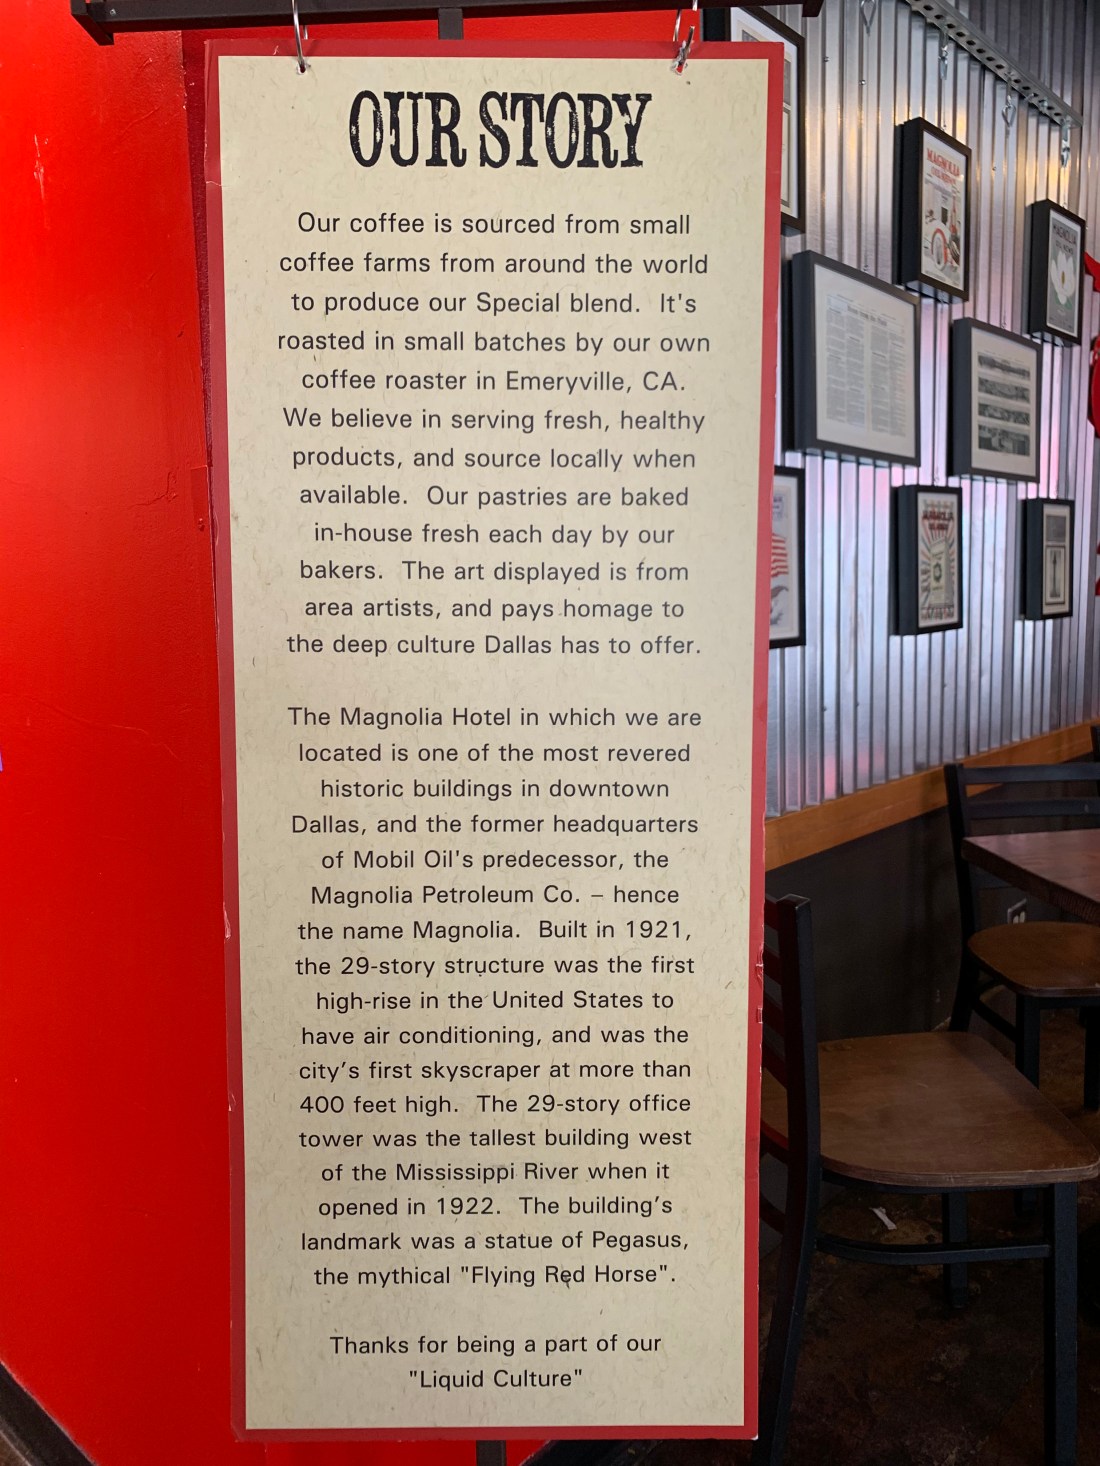 OUR STORY
Our coffee is sourced from small
coffee farms from around the world
to produce our Special blend. It's
roasted in small batches by our own
coffee roaster in Emeryville, CA.
We believe in serving fresh, healthy
products, and source locally when
available. Our pastries are baked
in-house fresh each day by our
bakers. The art displayed is from
area artists, and pays homage to
the deep culture Dallas has to offer.
The Magnolia Hotel in which we are
located is one of the most revered
historic buildings in downtown
Dallas, and the former headquarters
of Mobil Oil's predecessor, the
Magnolia Petroleum Co. – hence
the name Magnolia. Built in 1921,
the 29-story structure was the first
high-rise in the United States to
have air conditioning, and was the
city’s first skyscraper at more than
400 feet high. The 29-story office
tower was the tallest building west
of the Mississippi River when it
opened in 1922. The building’s
landmark was a statue of Pegasus,
the mythical "Flying Red Horse".
Thanks for being a part of our
"Liquid Culture"
MAGNOLIA
MAGNOLIA